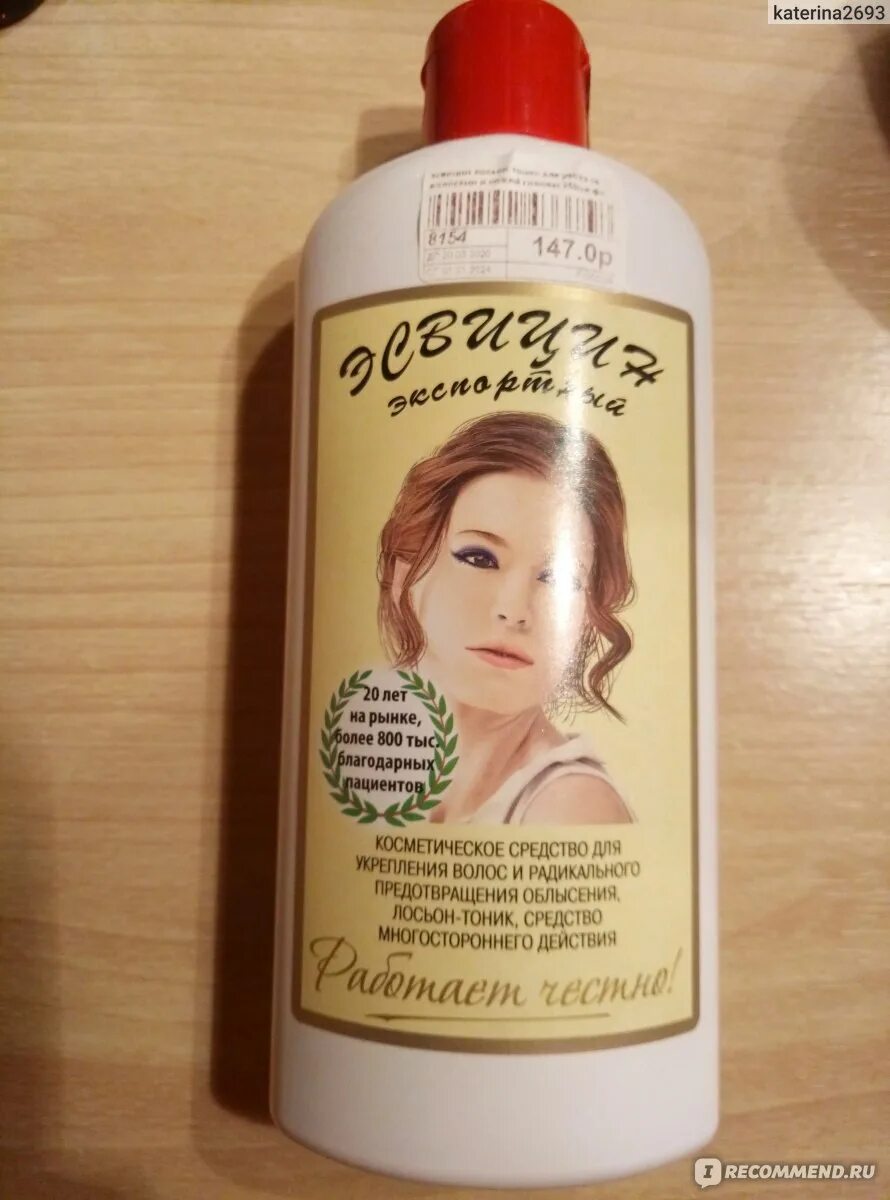 katerina2693
8154
147.0р
ЭСВИЦИН
экспортный
20 лет
на рынке,
более 800 тыс.
благодарных
пациентов
КОСМЕТИЧЕСКОЕ СРЕДСТВО ДЛЯ
УКРЕПЛЕНИЯ ВОЛОС И РАДИКАЛЬНОГО
ПРЕДОТВРАЩЕНИЯ ОБЛЫСЕНИЯ,
ЛОСЬОН-ТОНИК, СРЕДСТВО
МНОГОСТОРОННЕГО ДЕЙСТВИЯ
Работает честно!
I RECOMMEND.RU